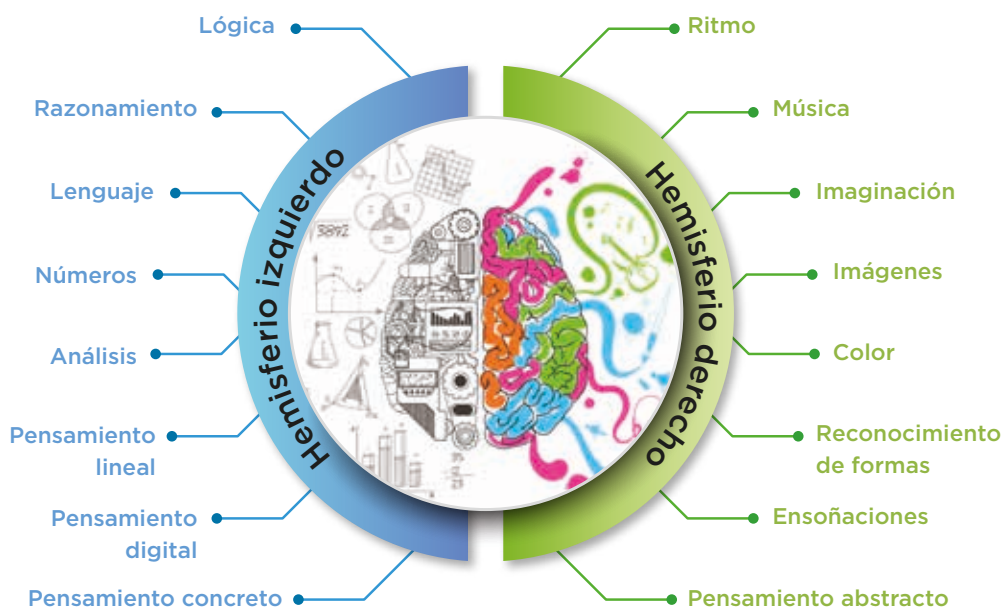 Lógica
Razonamiento
Lenguaje
Números
Análisis
Pensamiento
lineal
Pensamiento
digital
Pensamiento concreto
Hemisferio izquierdo
Hemisferio derecho
Ritmo
Música
Imaginación
Imágenes
Color
Reconocimiento
de formas
Ensoñaciones
Pensamiento abstracto